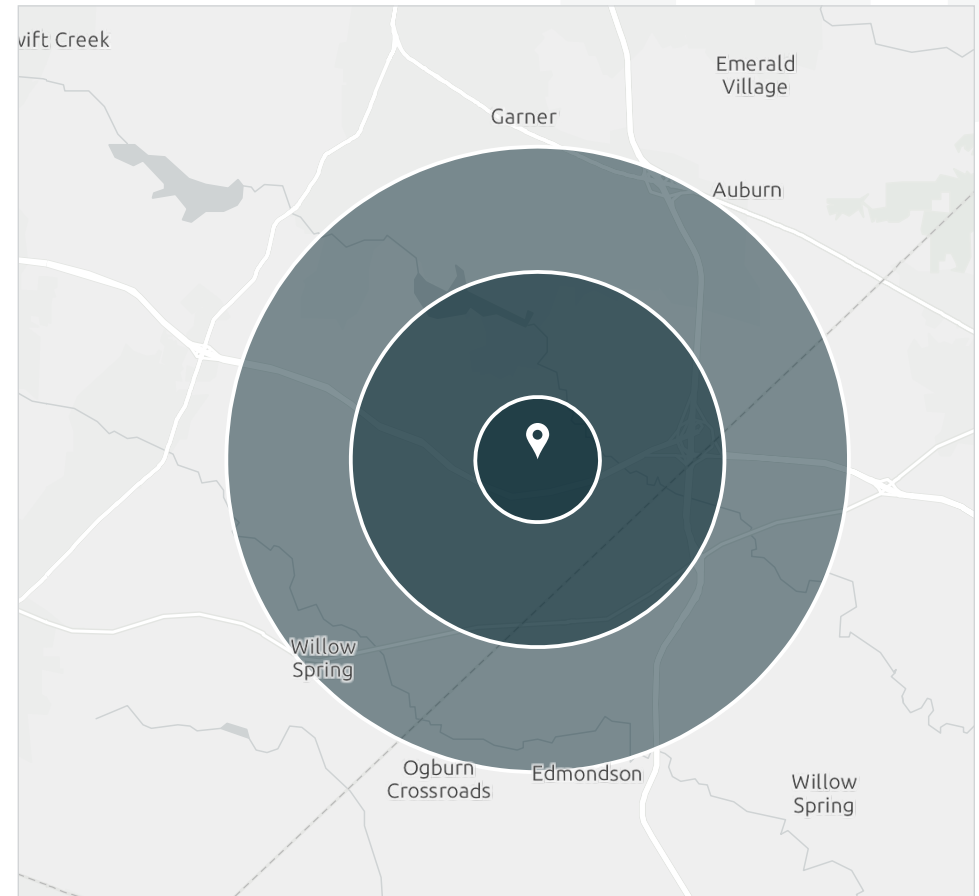 wift Creek
Emerald
Village
Garner
Auburn
Willow
Spring
Ogburn
Crossroads
Edmondson
Willow
Spring